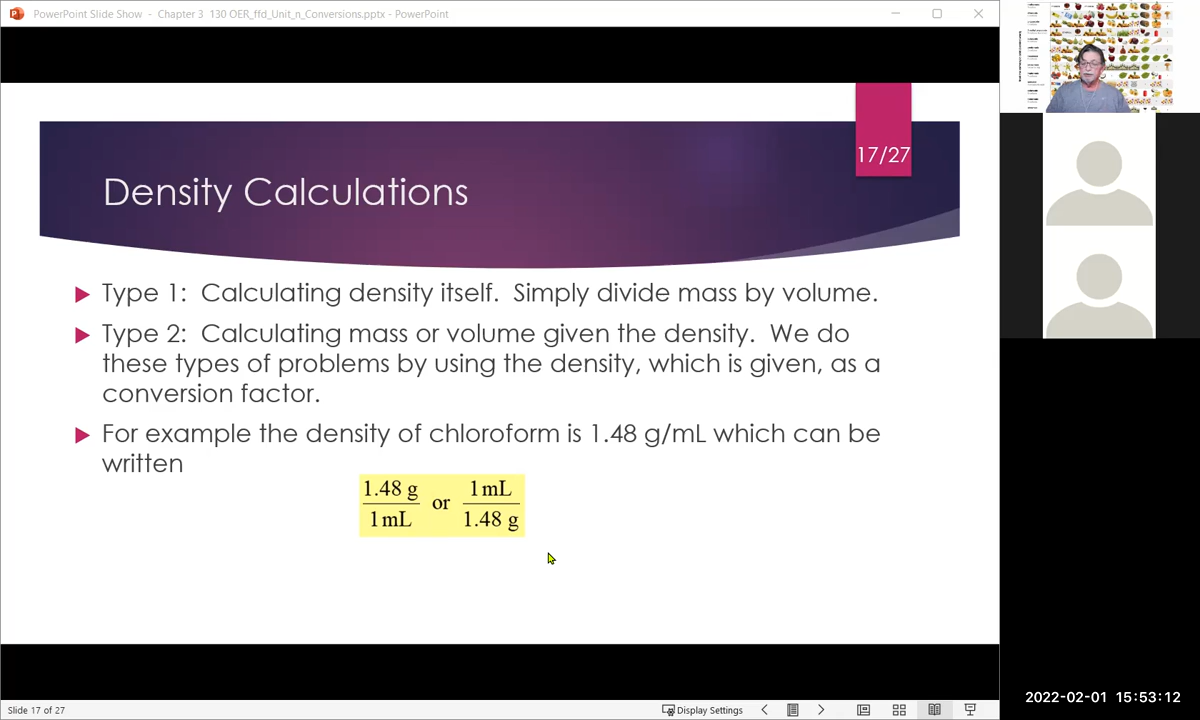 PowerPoint Slide Show - Chapter 3 130 OER_ffd_Unit_n_Conversions.pptx - PowerPoint
17/27
Density Calculations
Type 1: Calculating density itself. Simply divide mass by volume.
Type 2: Calculating mass or volume given the density. We do
these types of problems by using the density, which is given, as a
conversion factor.
For example the density of chloroform is 1.48 g/mL which can be
written
1.48 g / 1 mL or 1 mL / 1.48 g
2022-02-01 15:53:12
Slide 17 of 27
Display Settings